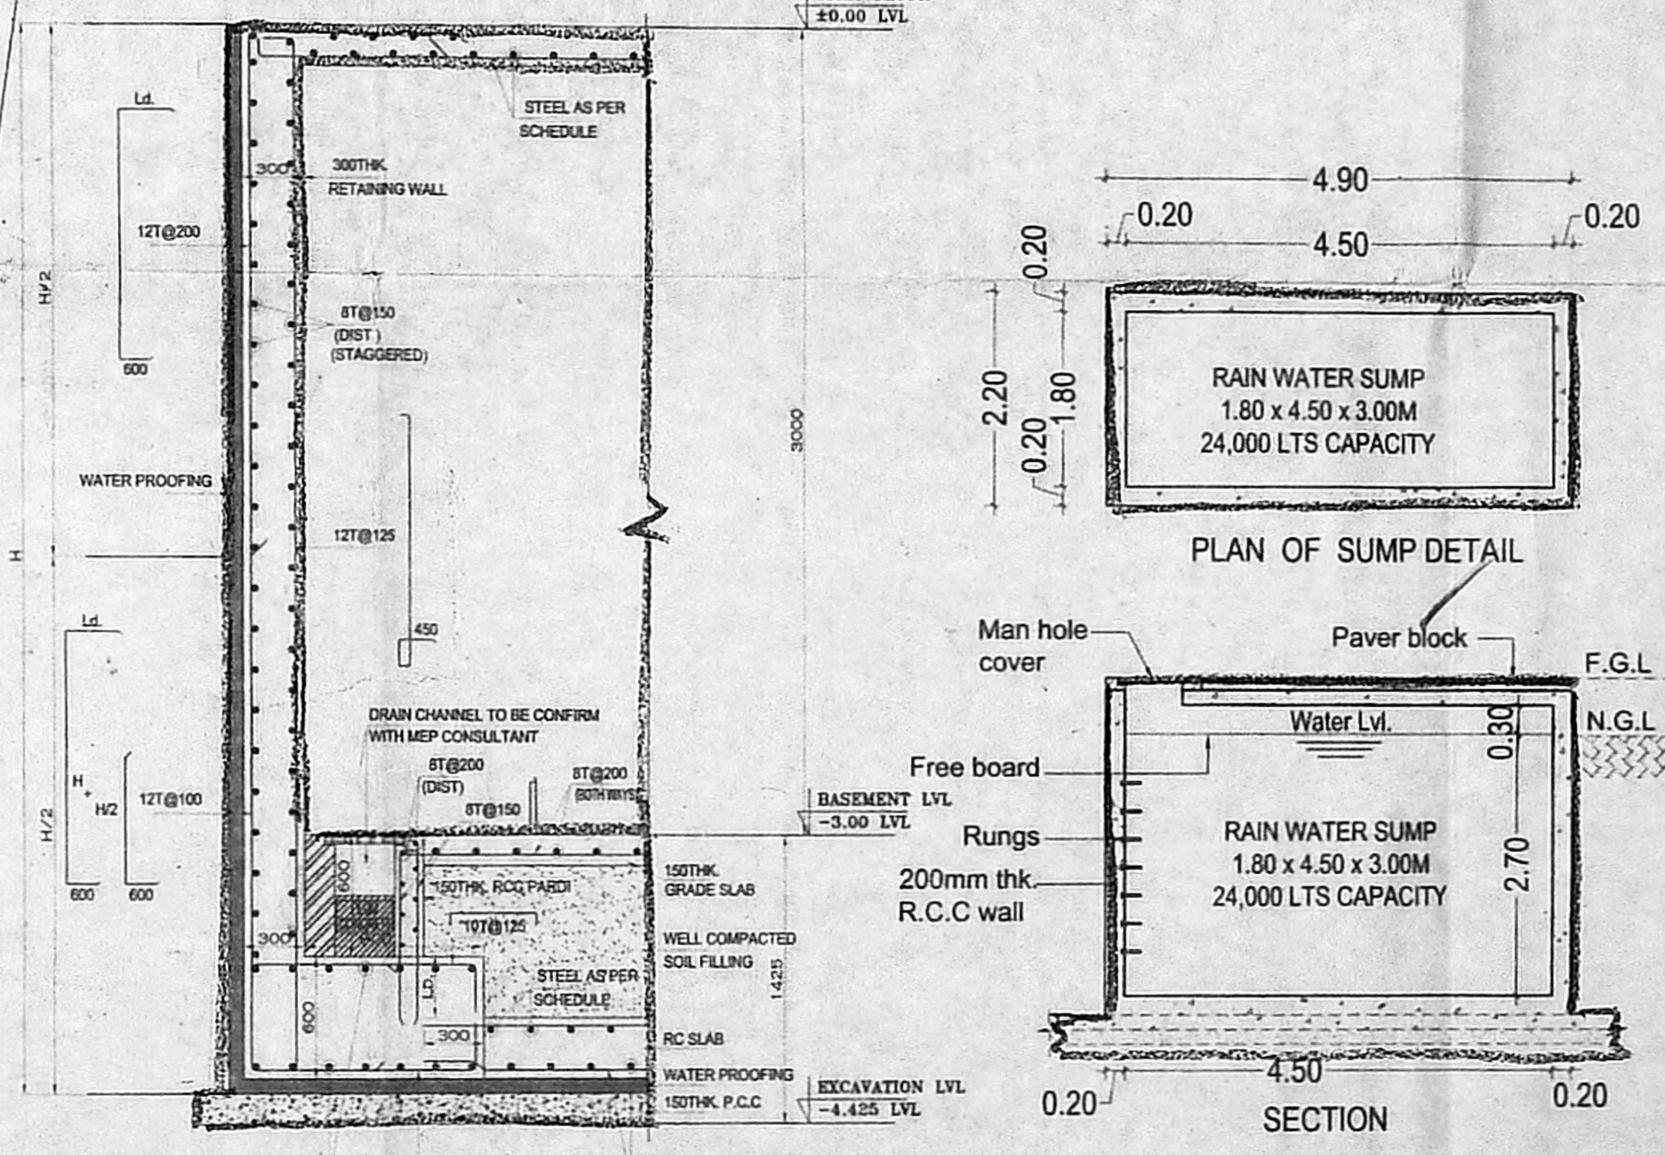 ±0.00 LVL
Ld.
STEEL AS PER
SCHEDULE
300
300THK.
RETAINING WALL
12T@200
H/2
8T@150
(DIST.)
(STAGGERED)
600
3000
WATER PROOFING
12T@125
H
450
Ld.
DRAIN CHANNEL TO BE CONFIRM
WITH MEP CONSULTANT
8T@200
(DIST)
8T@200
(BOTH WAYS)
8T@150
H
H/2
12T@100
H/2
600
600
BASEMENT LVL
-3.00 LVL
600
150THK. RCC PARDI
10T@125
150THK.
GRADE SLAB
300
WELL COMPACTED
SOIL FILLING
1425
STEEL AS PER
SCHEDULE
LD
600
300
RC SLAB
WATER PROOFING
150THK. P.C.C
EXCAVATION LVL
-4.425 LVL
4.90
0.20
0.20
4.50
0.20
2.20
1.80
0.20
RAIN WATER SUMP
1.80 x 4.50 x 3.00M
24,000 LTS CAPACITY
PLAN OF SUMP DETAIL
Man hole
cover
Paver block
F.G.L
N.G.L
Water Lvl.
0.30
Free board
Rungs
200mm thk.
R.C.C wall
RAIN WATER SUMP
1.80 x 4.50 x 3.00M
24,000 LTS CAPACITY
2.70
4.50
0.20
0.20
SECTION